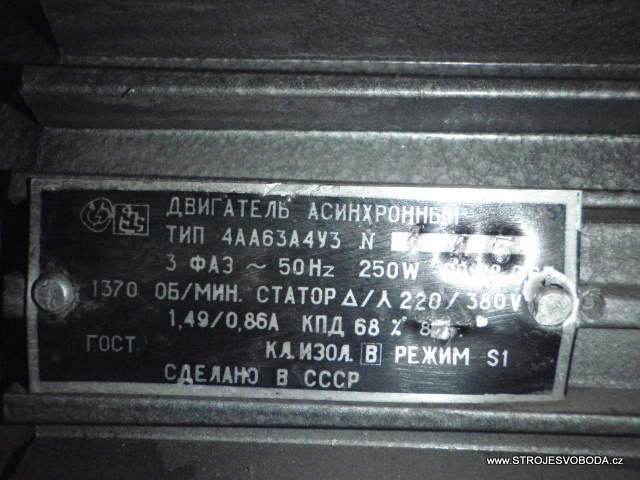 ДВИГАТЕЛЬ АСИНХРОННЫЙ
ТИП 4АА63А4У3 N
3 ФАЗ ~ 50Hz 250W
1370 ОБ/МИН. СТАТОР Δ/⅄ 220/380V
1,49/0,86А КПД 68 %
ГОСТ КЛ.ИЗОЛ. В РЕЖИМ S1
СДЕЛАНО В СССР
www.STROJESVOBODA.cz